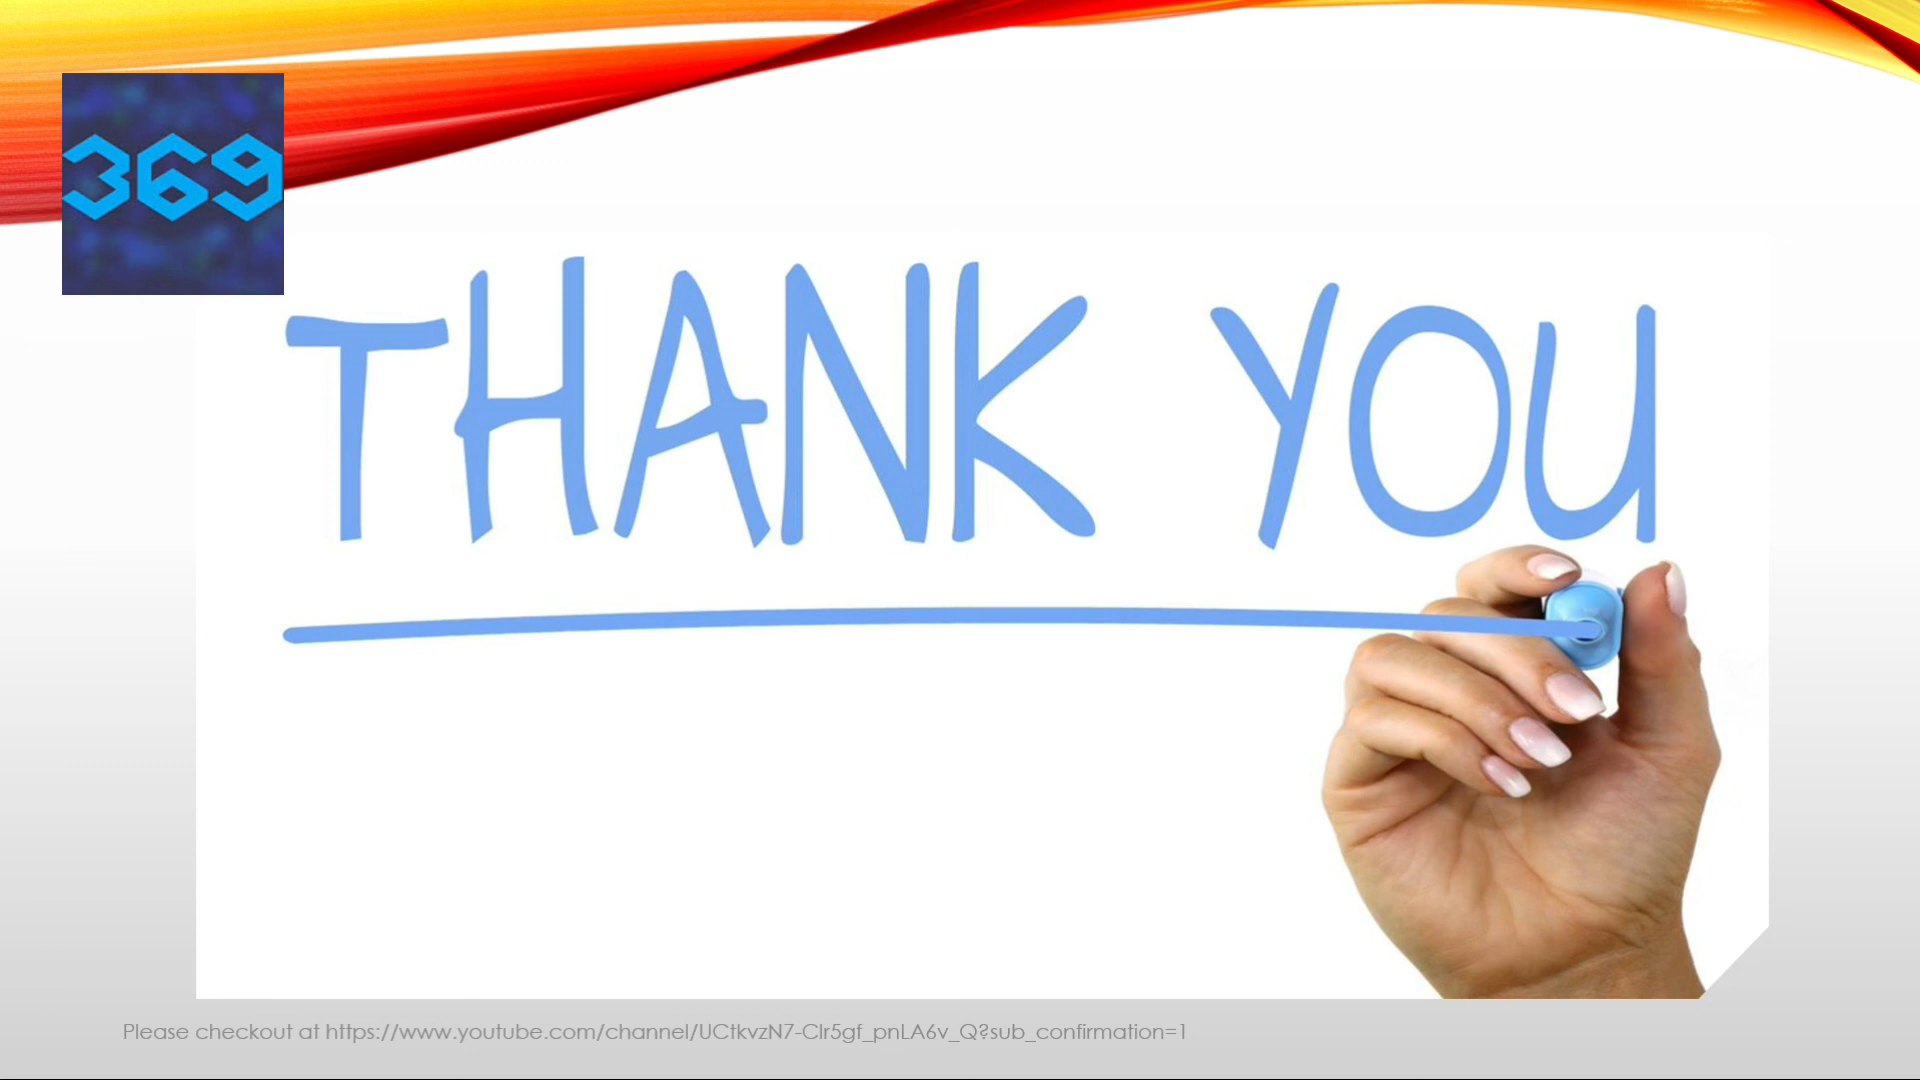 369
THANK YOU
Please checkout at https://www.youtube.com/channel/UCtkvzN7-Clr5gf_pnLA6v_Q?sub_confirmation=1